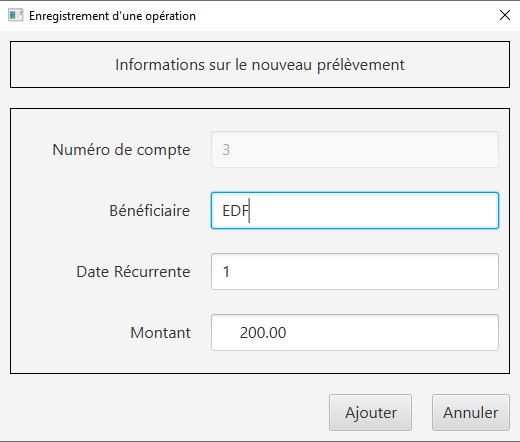 Enregistrement d'une opération
Informations sur le nouveau prélèvement
Numéro de compte 3
Bénéficiaire EDF
Date Récurrente 1
Montant 200.00
Ajouter Annuler